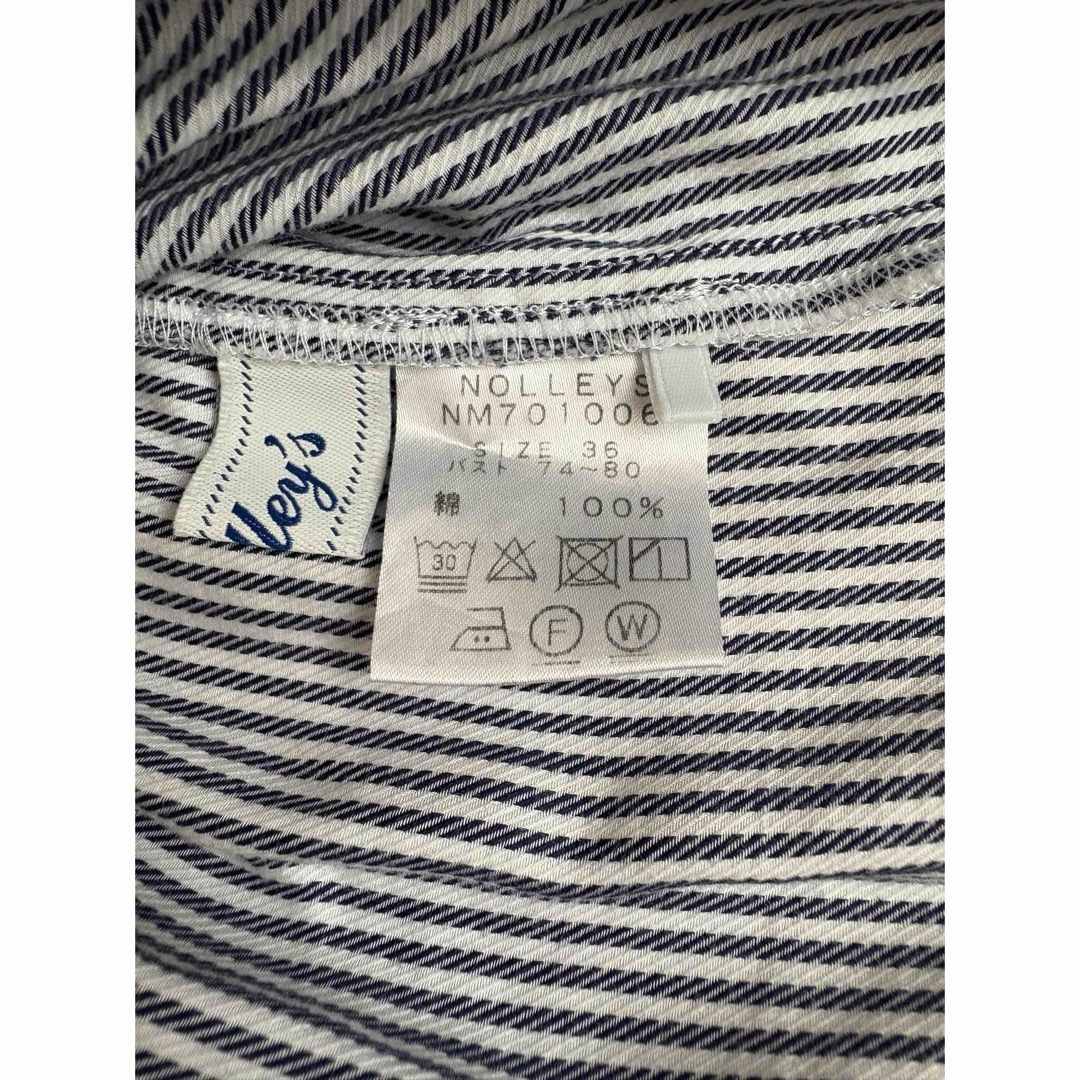 NOLLEYS
NM701006
SIZE 36
バスト 74~80
綿 100%
30
F W
lley's